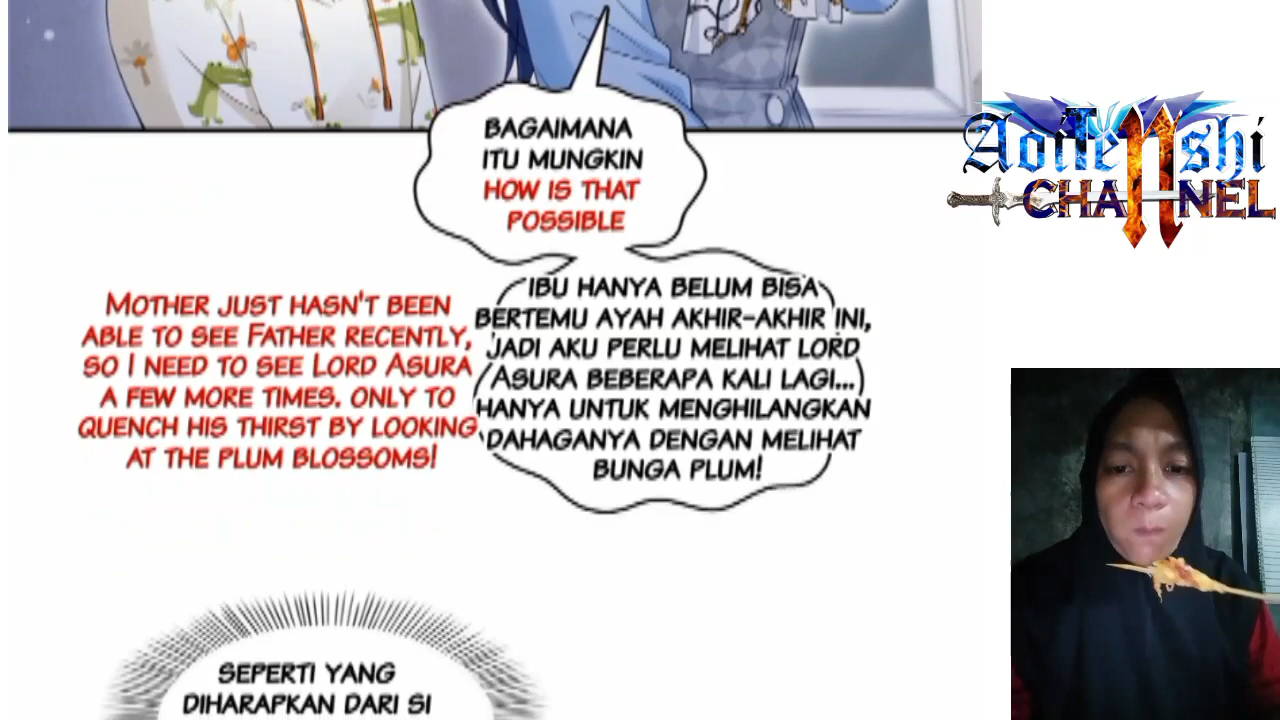 BAGAIMANA
ITU MUNGKIN
HOW IS THAT
POSSIBLE
Aoitenshi
CHANNEL
MOTHER JUST HASN'T BEEN
ABLE TO SEE FATHER RECENTLY,
SO I NEED TO SEE LORD ASURA
A FEW MORE TIMES. ONLY TO
QUENCH HIS THIRST BY LOOKING
AT THE PLUM BLOSSOMS!
IBU HANYA BELUM BISA
BERTEMU AYAH AKHIR-AKHIR INI,
JADI AKU PERLU MELIHAT LORD
ASURA BEBERAPA KALI LAGI...
HANYA UNTUK MENGHILANGKAN
DAHAGANYA DENGAN MELIHAT
BUNGA PLUM!
SEPERTI YANG
DIHARAPKAN DARI SI